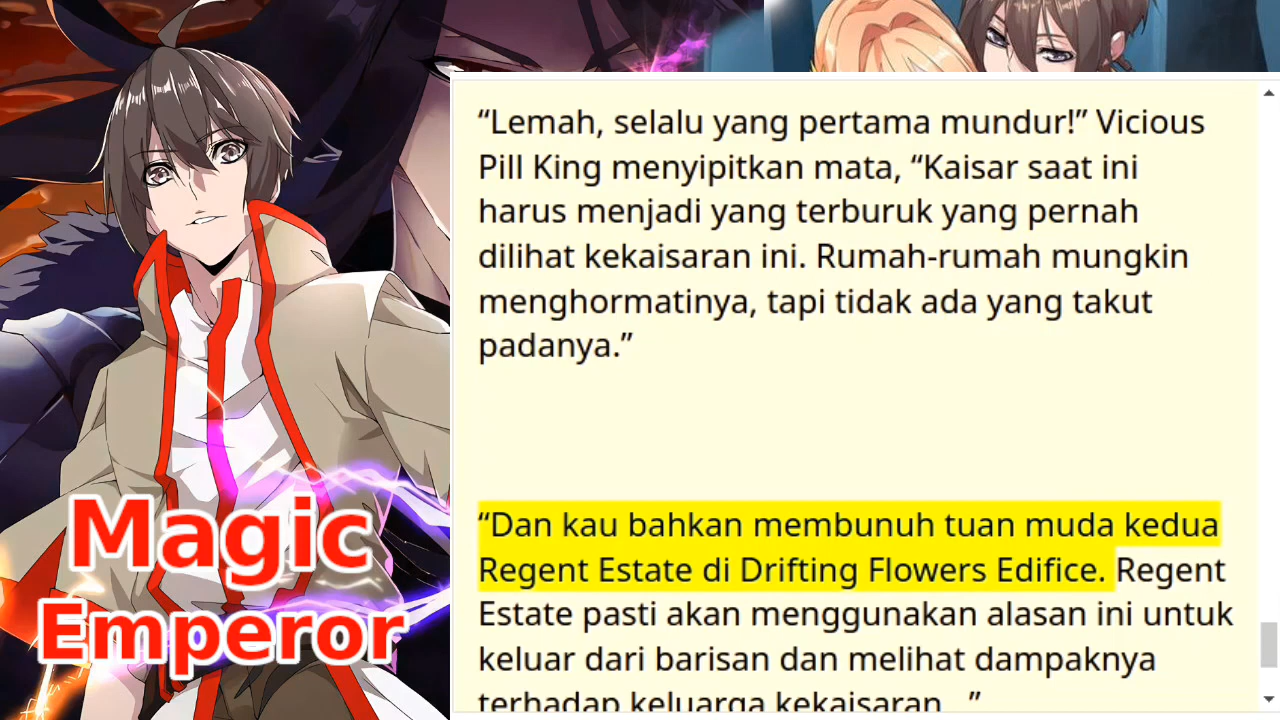 Magic
Emperor
“Lemah, selalu yang pertama mundur!” Vicious
Pill King menyipitkan mata, “Kaisar saat ini
harus menjadi yang terburuk yang pernah
dilihat kekaisaran ini. Rumah-rumah mungkin
menghormatinya, tapi tidak ada yang takut
padanya.”
“Dan kau bahkan membunuh tuan muda kedua
Regent Estate di Drifting Flowers Edifice. Regent
Estate pasti akan menggunakan alasan ini untuk
keluar dari barisan dan melihat dampaknya
terhadap keluarga kekaisaran...”